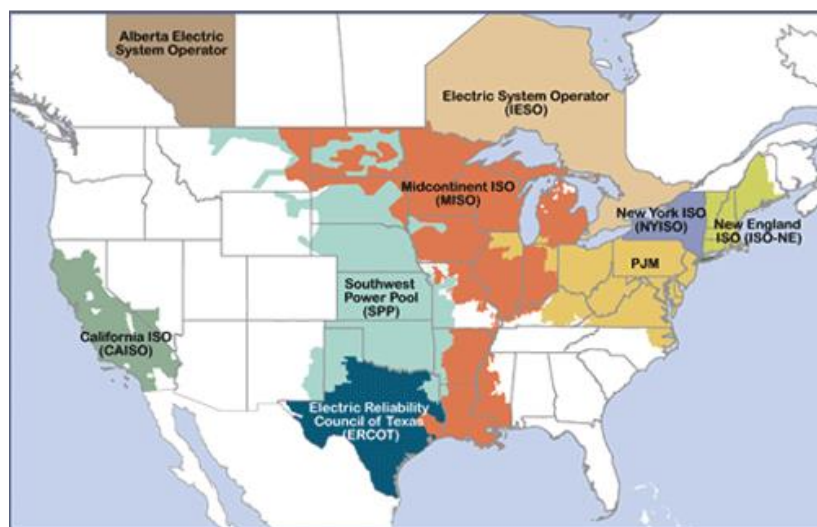 Alberta Electric
System Operator
Electric System Operator
(IESO)
Midcontinent ISO
(MISO)
New York ISO
(NYISO)
New England
ISO (ISO-NE)
PJM
Southwest
Power Pool
(SPP)
California ISO
(CAISO)
Electric Reliability
Council of Texas
(ERCOT)